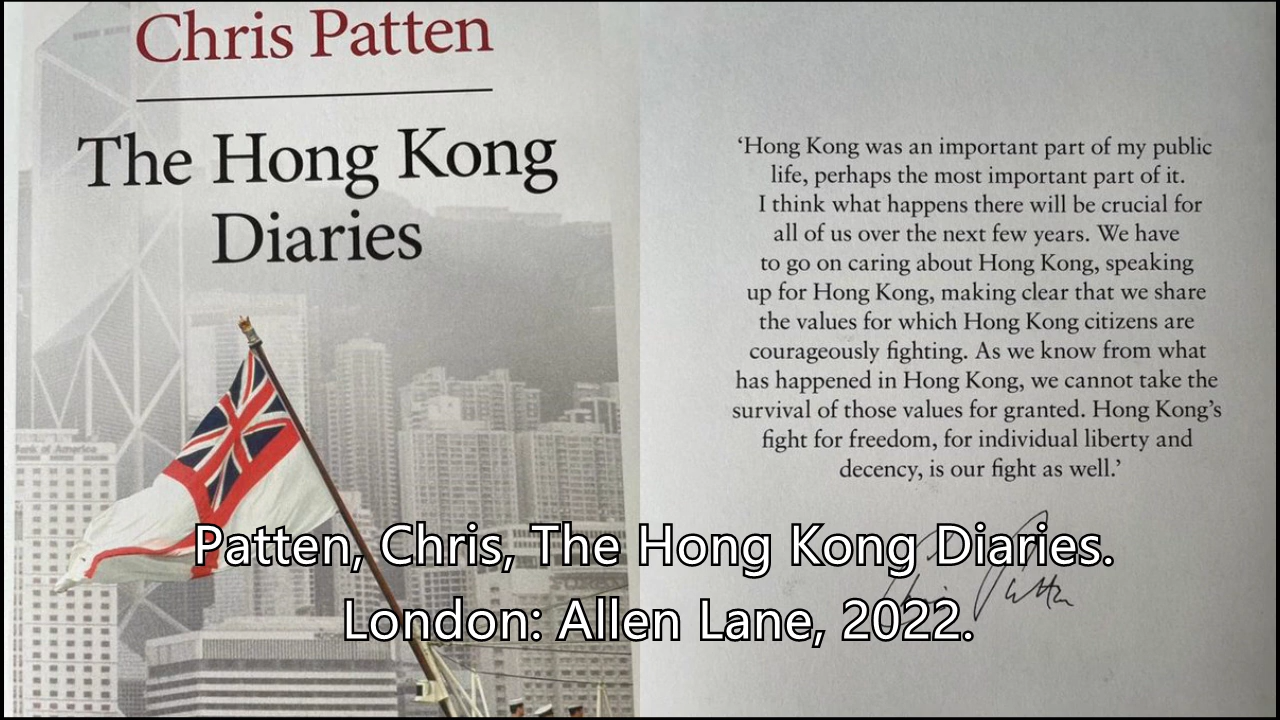 Chris Patten
The Hong Kong
Diaries
Bank of America
‘Hong Kong was an important part of my public
life, perhaps the most important part of it.
I think what happens there will be crucial for
all of us over the next few years. We have
to go on caring about Hong Kong, speaking
up for Hong Kong, making clear that we share
the values for which Hong Kong citizens are
courageously fighting. As we know from what
has happened in Hong Kong, we cannot take the
survival of those values for granted. Hong Kong’s
fight for freedom, for individual liberty and
decency, is our fight as well.’
Chris Patten
Patten, Chris, The Hong Kong Diaries.
London: Allen Lane, 2022.